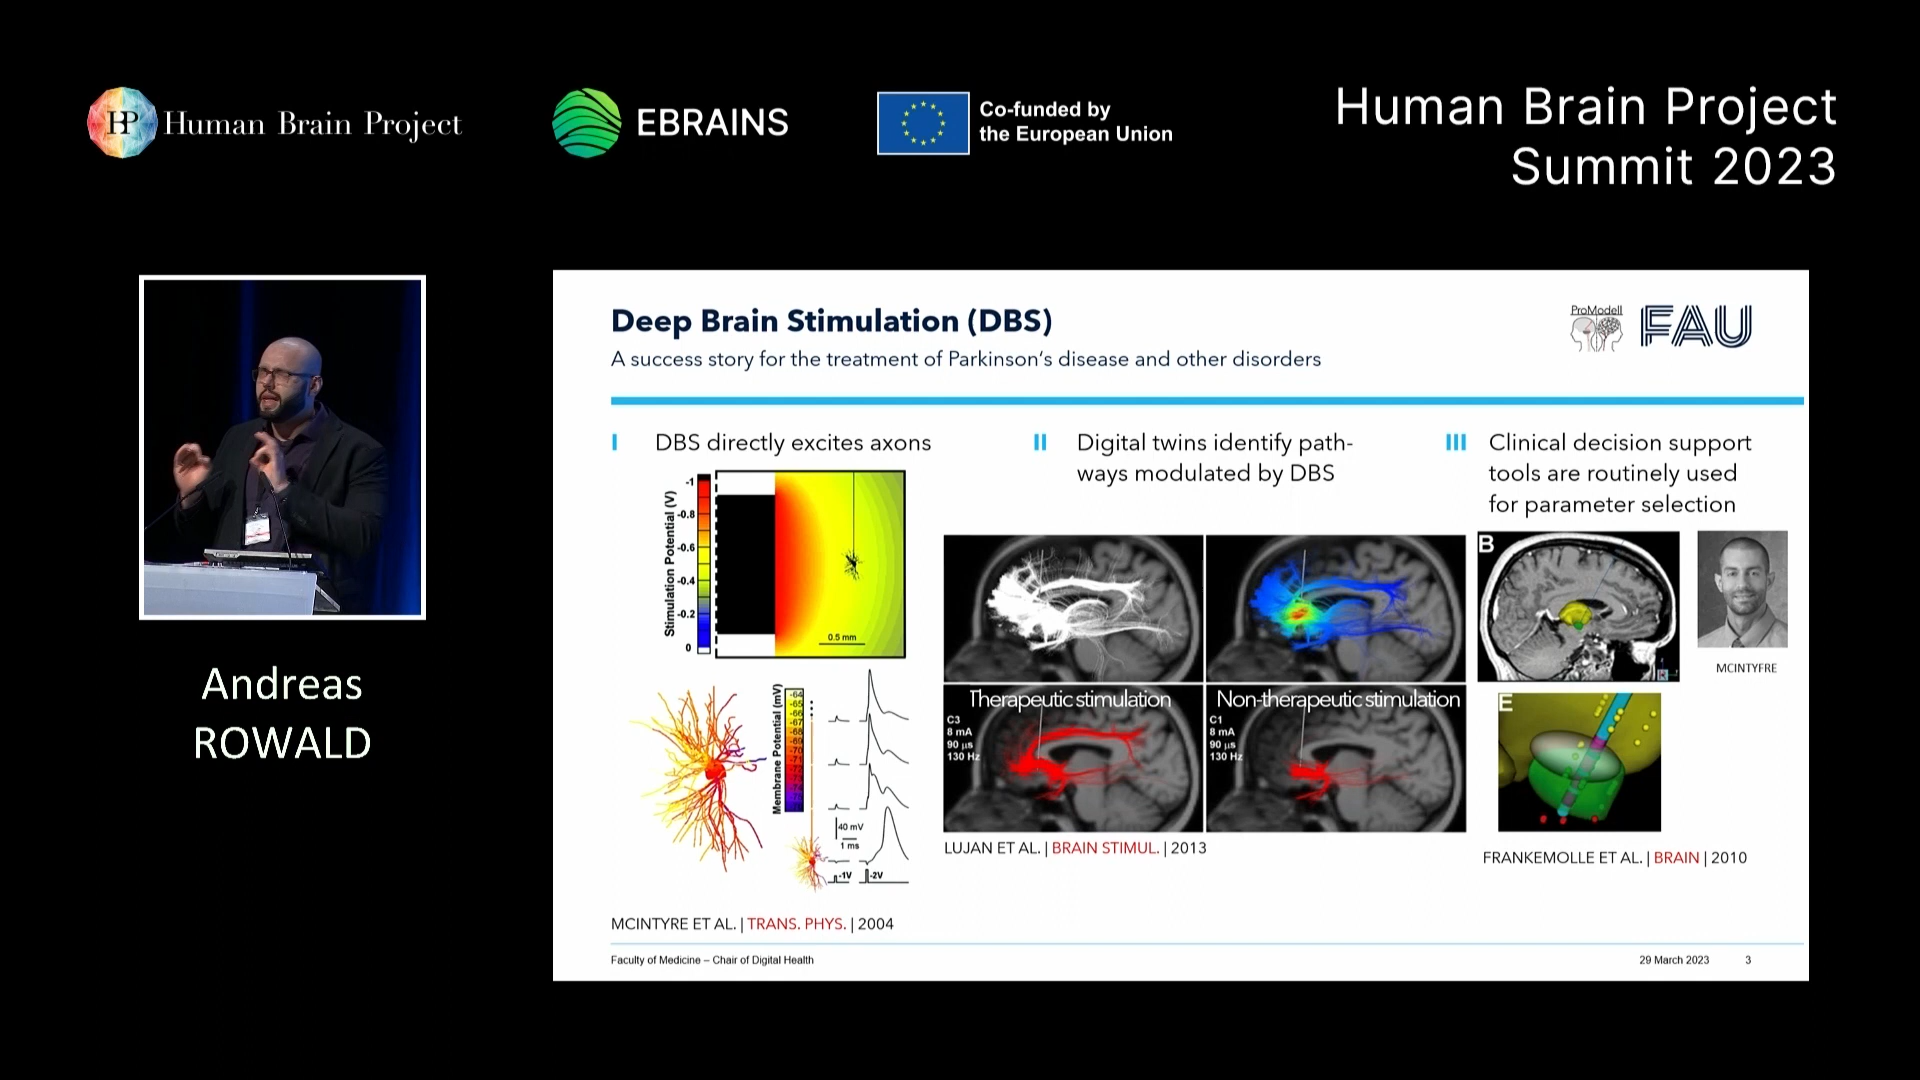 HP Human Brain Project
EBRAINS
Co-funded by
the European Union
Human Brain Project
Summit 2023
Andreas
ROWALD
Deep Brain Stimulation (DBS)
A success story for the treatment of Parkinson's disease and other disorders
ProModell
FAU
I DBS directly excites axons
Stimulation Potential (V)
-1
-0.8
-0.6
-0.4
-0.2
0
0.5 mm
Membrane Potential (mV)
-64
-65
-66
-67
-68
-69
-70
-71
-72
40 mV
1 ms
-1V
-2V
MCINTYRE ET AL. | TRANS. PHYS. | 2004
II Digital twins identify path-
ways modulated by DBS
Therapeutic stimulation
C3
8 mA
90 µs
130 Hz
Non-therapeutic stimulation
C1
8 mA
90 µs
130 Hz
LUJAN ET AL. | BRAIN STIMUL. | 2013
III Clinical decision support
tools are routinely used
for parameter selection
B
MCINTYFRE
E
FRANKEMOLLE ET AL. | BRAIN | 2010
Faculty of Medicine – Chair of Digital Health
29 March 2023 3